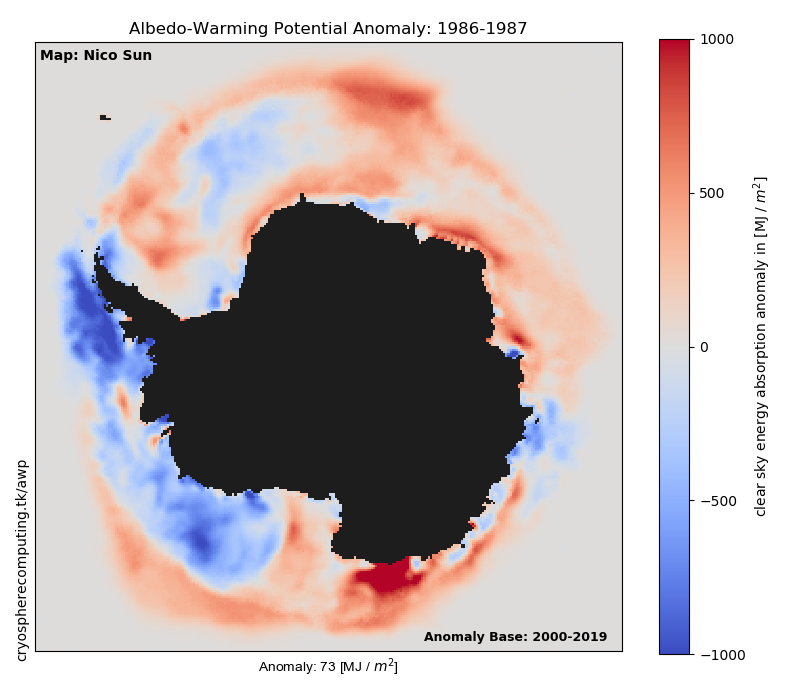 Albedo-Warming Potential Anomaly: 1986-1987
Map: Nico Sun
cryospherecomputing.tk/awp
Anomaly Base: 2000-2019
Anomaly: 73 [MJ / m²]
1000
500
0
−500
−1000
clear sky energy absorption anomaly in [MJ / m²]